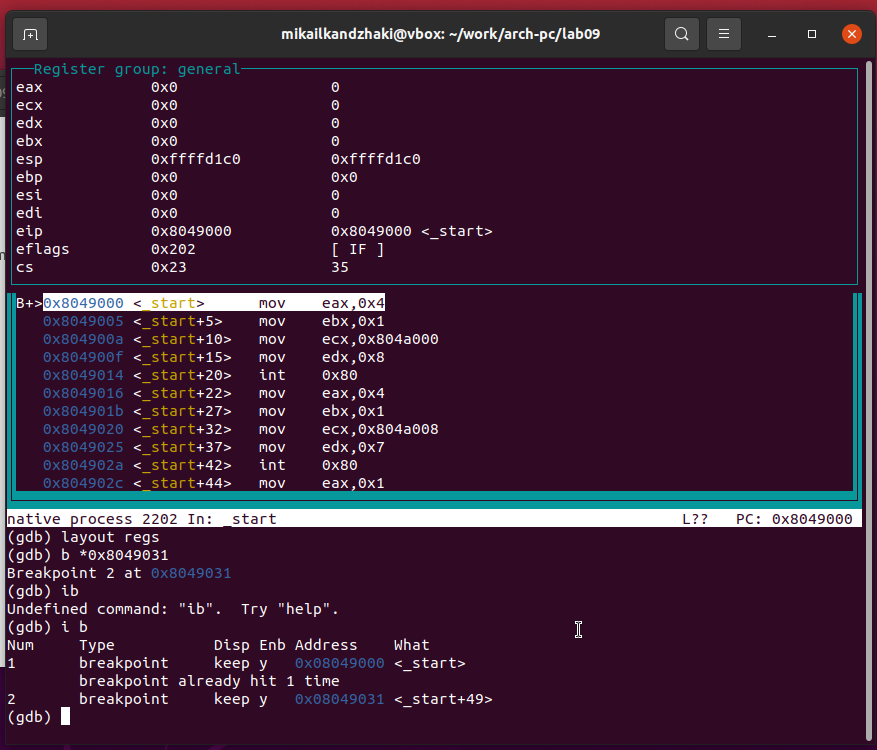 mikailkandzhaki@vbox: ~/work/arch-pc/lab09
Register group: general
eax 0x0 0
ecx 0x0 0
edx 0x0 0
ebx 0x0 0
esp 0xffffd1c0 0xffffd1c0
ebp 0x0 0x0
esi 0x0 0
edi 0x0 0
eip 0x8049000 0x8049000 <_start>
eflags 0x202 [ IF ]
cs 0x23 35
B+>0x8049000 <_start> mov eax,0x4
0x8049005 <_start+5> mov ebx,0x1
0x804900a <_start+10> mov ecx,0x804a000
0x804900f <_start+15> mov edx,0x8
0x8049014 <_start+20> int 0x80
0x8049016 <_start+22> mov eax,0x4
0x804901b <_start+27> mov ebx,0x1
0x8049020 <_start+32> mov ecx,0x804a008
0x8049025 <_start+37> mov edx,0x7
0x804902a <_start+42> int 0x80
0x804902c <_start+44> mov eax,0x1
native process 2202 In: _start L?? PC: 0x8049000
(gdb) layout regs
(gdb) b *0x8049031
Breakpoint 2 at 0x8049031
(gdb) ib
Undefined command: "ib". Try "help".
(gdb) i b
Num Type Disp Enb Address What
1 breakpoint keep y 0x08049000 <_start>
breakpoint already hit 1 time
2 breakpoint keep y 0x08049031 <_start+49>
(gdb)